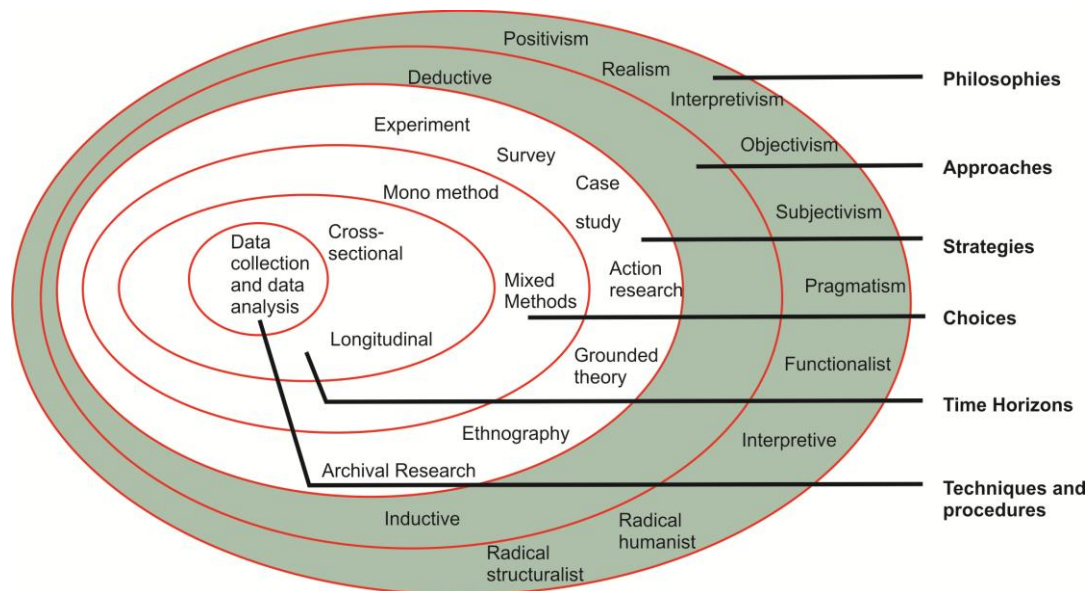 Positivism
Realism
Interpretivism
Objectivism
Subjectivism
Pragmatism
Functionalist
Interpretive
Radical
humanist
Radical
structuralist
Deductive
Inductive
Experiment
Survey
Case
study
Action
research
Grounded
theory
Ethnography
Archival Research
Mono method
Mixed
Methods
Cross-
sectional
Longitudinal
Data
collection
and data
analysis
Philosophies
Approaches
Strategies
Choices
Time Horizons
Techniques and
procedures